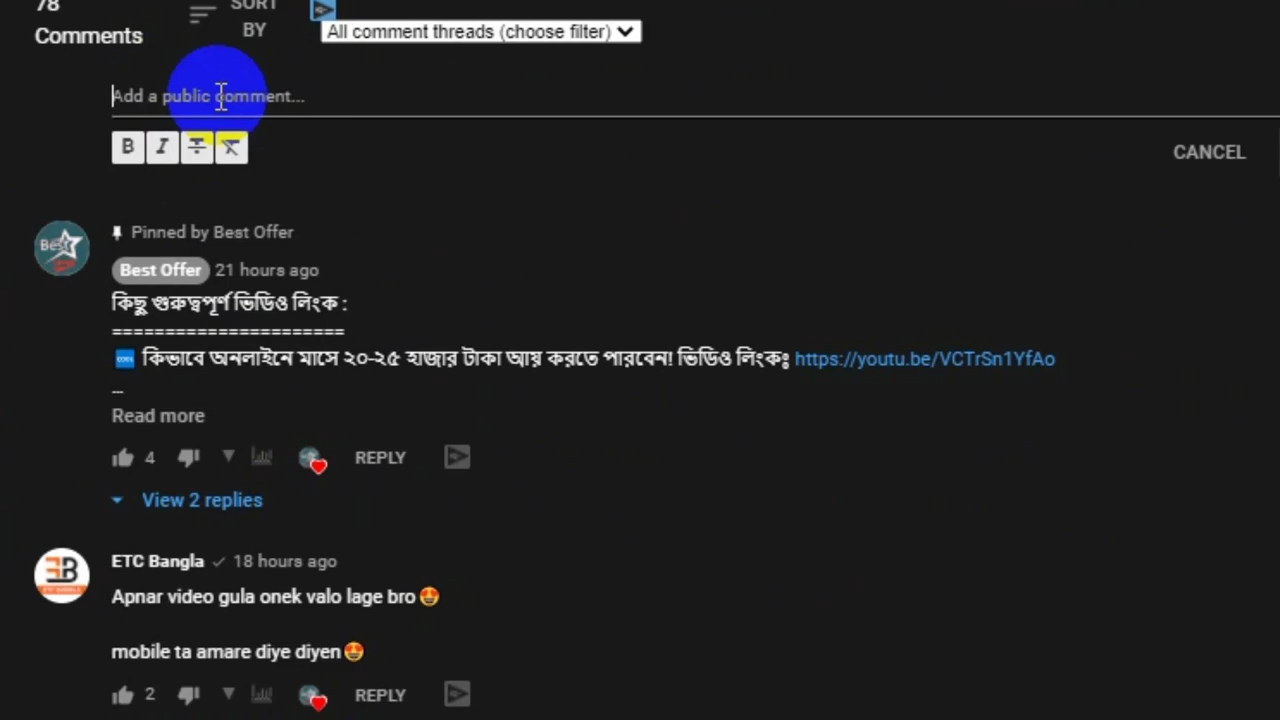 78
Comments
SORT
BY
All comment threads (choose filter)
Add a public comment...
B I T
CANCEL
Pinned by Best Offer
Best Offer 21 hours ago
কিছু গুরুত্বপূর্ণ ভিডিও লিংক :
======================
কিভাবে অনলাইনে মাসে ২০-২৫ হাজার টাকা আয় করতে পারবেন! ভিডিও লিংকঃ https://youtu.be/VCTrSn1YfAo
...
Read more
4 REPLY
View 2 replies
ETC Bangla 18 hours ago
Apnar video gula onek valo lage bro🤩
mobile ta amare diye diyen🤩
2 REPLY